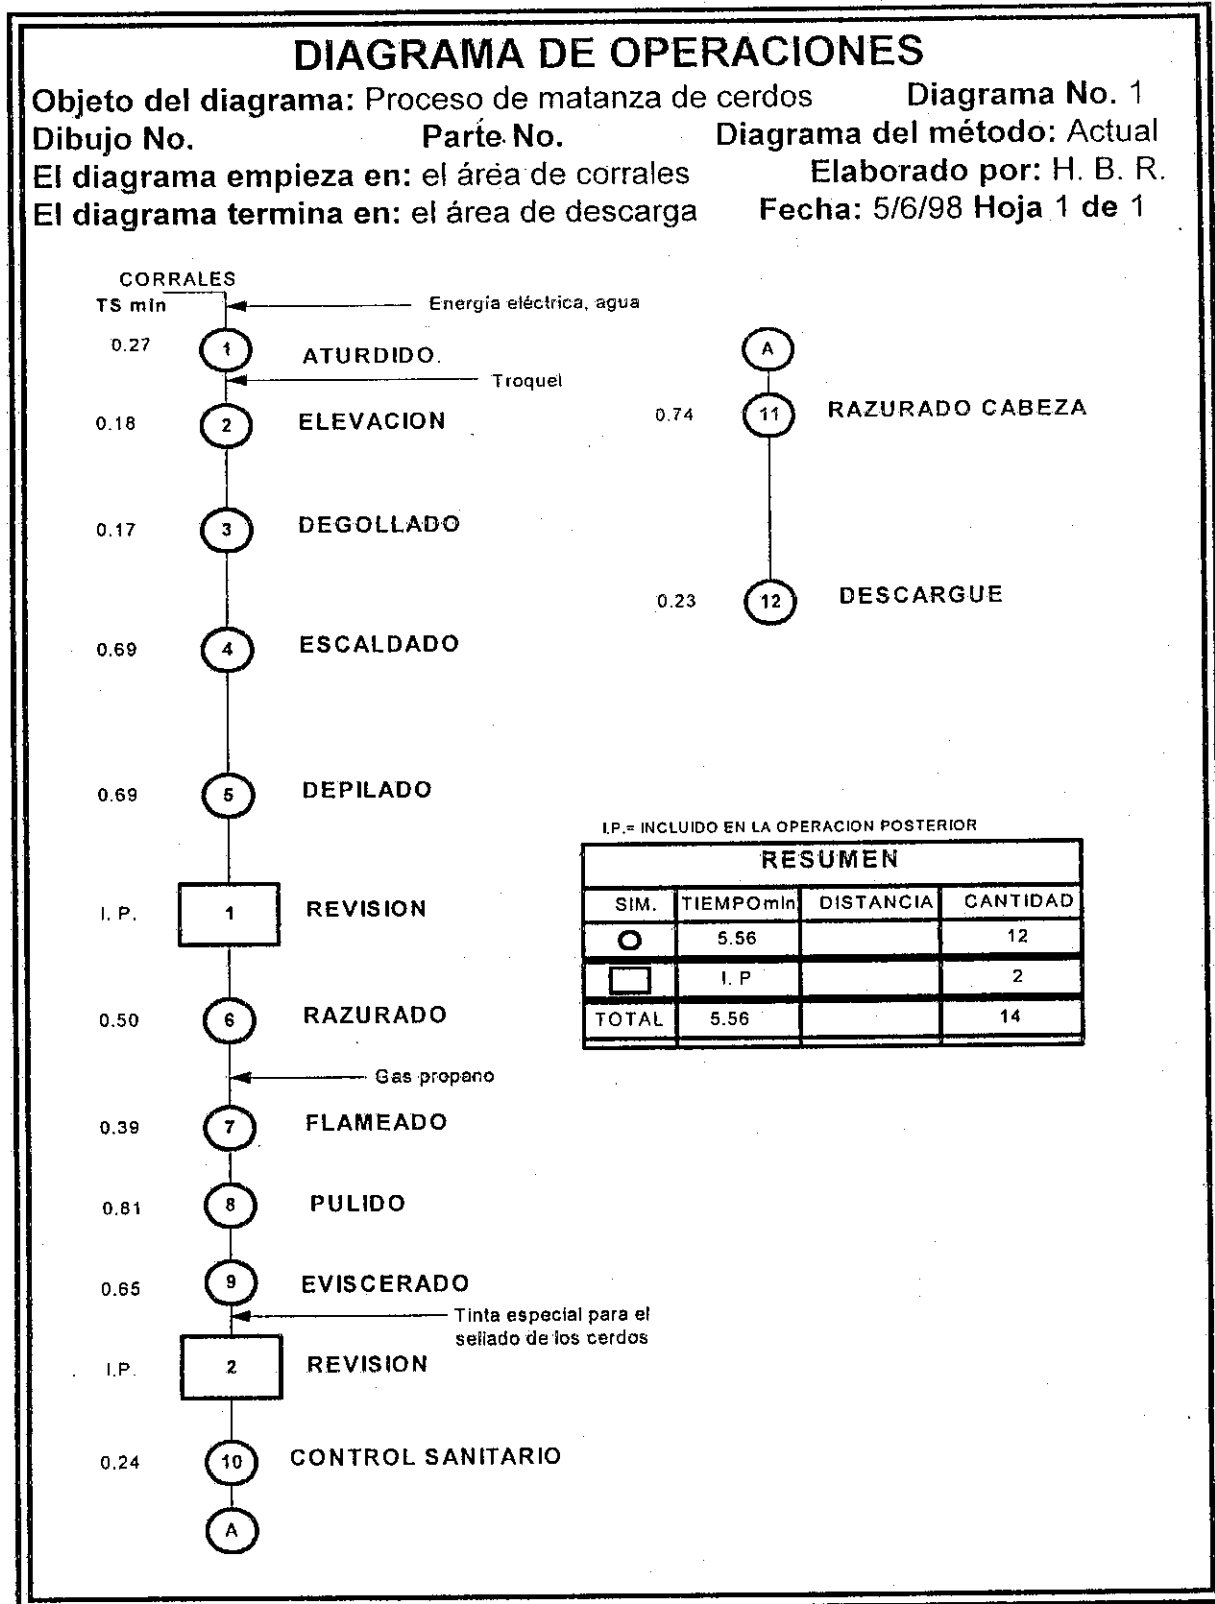 DIAGRAMA DE OPERACIONES
Objeto del diagrama: Proceso de matanza de cerdos Diagrama No. 1
Dibujo No. Parte No. Diagrama del método: Actual
El diagrama empieza en: el área de corrales Elaborado por: H. B. R.
El diagrama termina en: el área de descarga Fecha: 5/6/98 Hoja 1 de 1
CORRALES
TS min
Energía eléctrica, agua
0.27 1 ATURDIDO.
Troquel
0.18 2 ELEVACION
0.17 3 DEGOLLADO
0.69 4 ESCALDADO
0.69 5 DEPILADO
I. P. 1 REVISION
0.50 6 RAZURADO
Gas propano
0.39 7 FLAMEADO
0.81 8 PULIDO
0.65 9 EVISCERADO
Tinta especial para el
sellado de los cerdos
I.P. 2 REVISION
0.24 10 CONTROL SANITARIO
A
A
0.74 11 RAZURADO CABEZA
0.23 12 DESCARGUE
I.P.= INCLUIDO EN LA OPERACION POSTERIOR
RESUMEN
SIM. TIEMPOmin DISTANCIA CANTIDAD
5.56 12
I. P 2
TOTAL 5.56 14